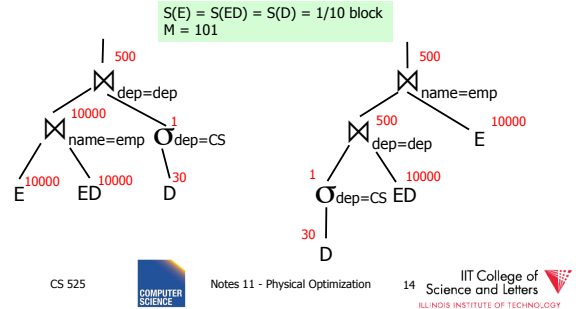 S(E) = S(ED) = S(D) = 1/10 block
M = 101
500
⋈ dep=dep
10000
1
⋈ name=emp
σ dep=CS
10000
10000
30
E
ED
D
500
⋈ name=emp
500
10000
⋈ dep=dep
E
1
10000
σ dep=CS
ED
30
D
CS 525
COMPUTER
SCIENCE
Notes 11 - Physical Optimization
14
IIT College of
Science and Letters
ILLINOIS INSTITUTE OF TECHNOLOGY